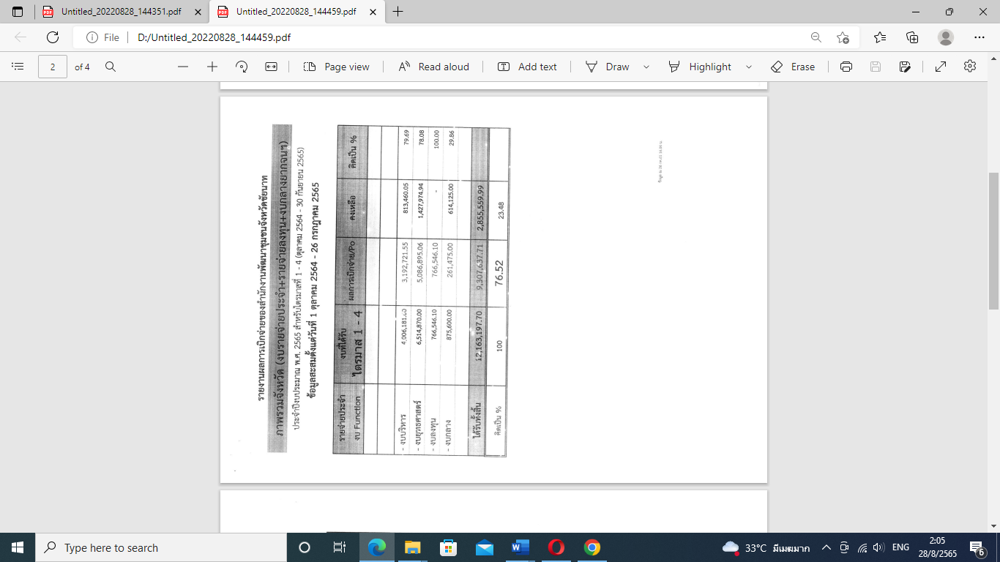 Untitled_20220828_144351.pdf
Untitled_20220828_144459.pdf
File D:/Untitled_20220828_144459.pdf
2 of 4 Page view Read aloud Add text Draw Highlight Erase
รายงานผลการเบิกจ่ายของสำนักงานพัฒนาชุมชนจังหวัดชัยนาท
ภาพรวมจังหวัด (งบรายจ่ายประจำ+รายจ่ายลงทุน+งบกลางยากจนฯ)
ประจำปีงบประมาณ พ.ศ. 2565 สำหรับไตรมาสที่ 1 - 4 (ตุลาคม 2564 - 30 กันยายน 2565)
ข้อมูลสะสมตั้งแต่วันที่ 1 ตุลาคม 2564 - 26 กรกฎาคม 2565
รายจ่ายประจำ งบที่ได้รับ ผลการเบิกจ่าย/Po คงเหลือ คิดเป็น %
งบ Function ไตรมาส 1 - 4
- งบบริหาร 4,006,181.60 3,192,721.55 813,460.05 79.69
- งบยุทธศาสตร์ 6,514,870.00 5,086,895.06 1,427,974.94 78.08
- งบลงทุน 766,546.10 766,546.10 - 100.00
- งบกลาง 875,600.00 261,475.00 614,125.00 29.86
ได้รับทั้งสิ้น 12,163,197.70 9,307,637.71 2,855,559.99
คิดเป็น % 100 76.52 23.48
Type here to search
33°C มีเมฆมาก ENG 2:05
28/8/2565
6